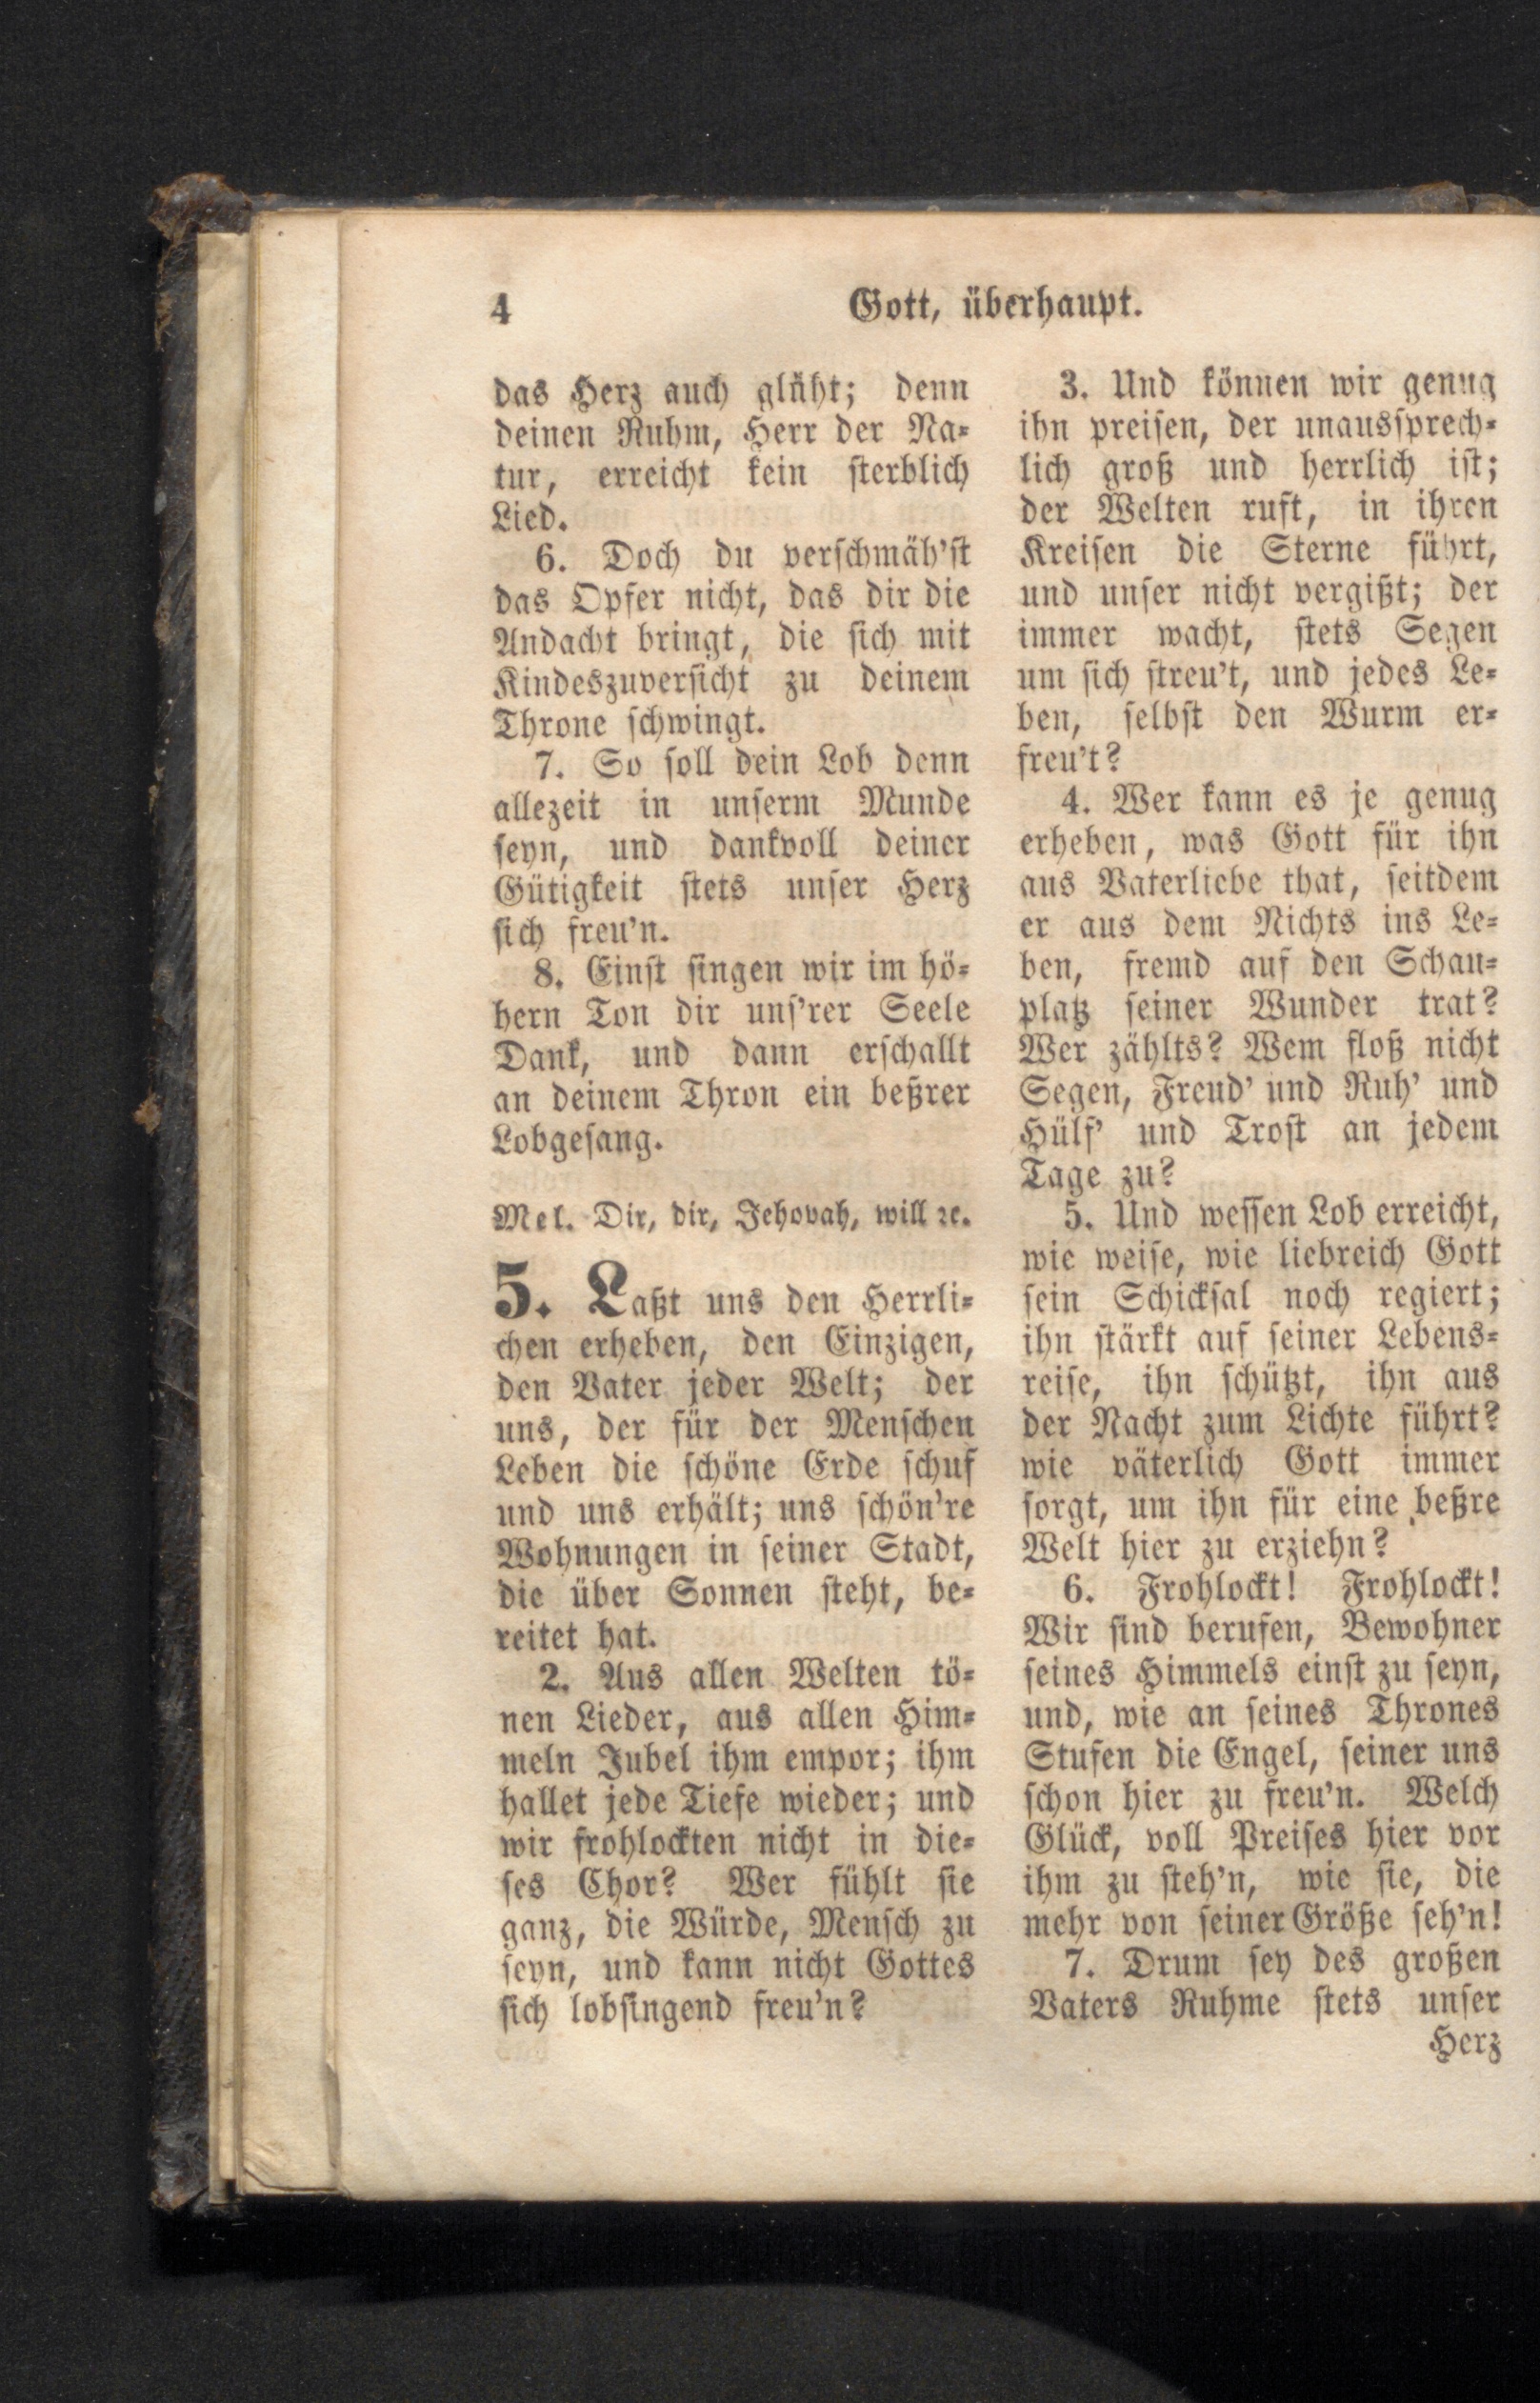 4
Gott, überhaupt.
das Herz auch glüht; denn
deinen Ruhm, Herr der Na-
tur, erreicht kein sterblich
Lied.
6. Doch du verschmäh'st
das Opfer nicht, das dir die
Andacht bringt, die sich mit
Kindeszuversicht zu deinem
Throne schwingt.
7. So soll dein Lob denn
allezeit in unserm Munde
seyn, und dankvoll deiner
Gütigkeit stets unser Herz
sich freu'n.
8. Einst singen wir im hö-
hern Ton dir uns'rer Seele
Dank, und dann erschallt
an deinem Thron ein beßrer
Lobgesang.
Mel. Dir, dir, Jehovah, will ꝛc.
5. Laßt uns den Herrli-
chen erheben, den Einzigen,
den Vater jeder Welt; der
uns, der für der Menschen
Leben die schöne Erde schuf
und uns erhält; uns schön're
Wohnungen in seiner Stadt,
die über Sonnen steht, be-
reitet hat.
2. Aus allen Welten tö-
nen Lieder, aus allen Him-
meln Jubel ihm empor; ihm
hallet jede Tiefe wieder; und
wir frohlockten nicht in die-
ses Chor? Wer fühlt sie
ganz, die Würde, Mensch zu
seyn, und kann nicht Gottes
sich lobsingend freu'n?
3. Und können wir genug
ihn preisen, der unaussprech-
lich groß und herrlich ist;
der Welten ruft, in ihren
Kreisen die Sterne führt,
und unser nicht vergißt; der
immer wacht, stets Segen
um sich streu't, und jedes Le-
ben, selbst den Wurm er-
freu't?
4. Wer kann es je genug
erheben, was Gott für ihn
aus Vaterliebe that, seitdem
er aus dem Nichts ins Le-
ben, fremd auf den Schau-
platz seiner Wunder trat?
Wer zählts? Wem floß nicht
Segen, Freud' und Ruh' und
Hülf' und Trost an jedem
Tage zu?
5. Und wessen Lob erreicht,
wie weise, wie liebreich Gott
sein Schicksal noch regiert;
ihn stärkt auf seiner Lebens-
reise, ihn schützt, ihn aus
der Nacht zum Lichte führt?
wie väterlich Gott immer
sorgt, um ihn für eine beßre
Welt hier zu erziehn?
6. Frohlockt! Frohlockt!
Wir sind berufen, Bewohner
seines Himmels einst zu seyn,
und, wie an seines Thrones
Stufen die Engel, seiner uns
schon hier zu freu'n. Welch
Glück, voll Preises hier vor
ihm zu steh'n, wie sie, die
mehr von seiner Größe seh'n!
7. Drum sey des großen
Vaters Ruhme stets unser
Herz